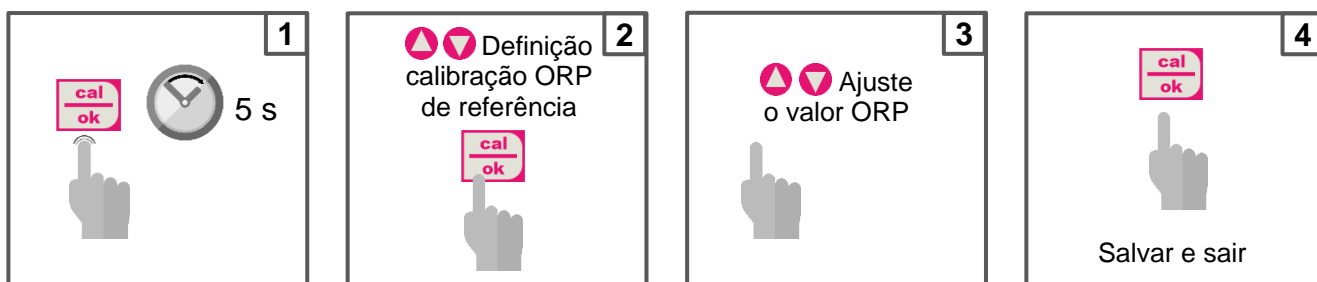 1
cal
ok
5 s
2
Definição
calibração ORP
de referência
cal
ok
3
Ajuste
o valor ORP
4
cal
ok
Salvar e sair